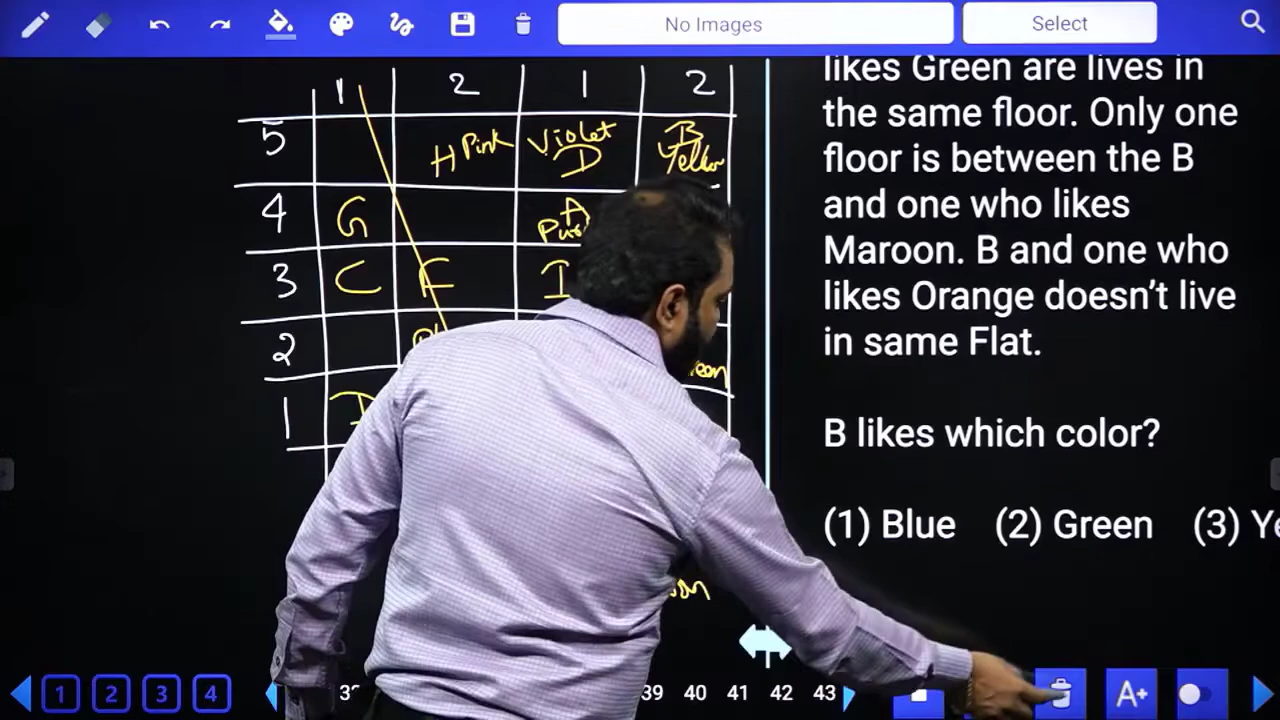 No Images
Select
1 2 1 2
5 H Pink Violet D B Yellow
4 G A
3 C F I
2
1
likes Green are lives in
the same floor. Only one
floor is between the B
and one who likes
Maroon. B and one who
likes Orange doesn't live
in same Flat.
B likes which color?
(1) Blue (2) Green (3)
1 2 3 4
39 40 41 42 43
A+